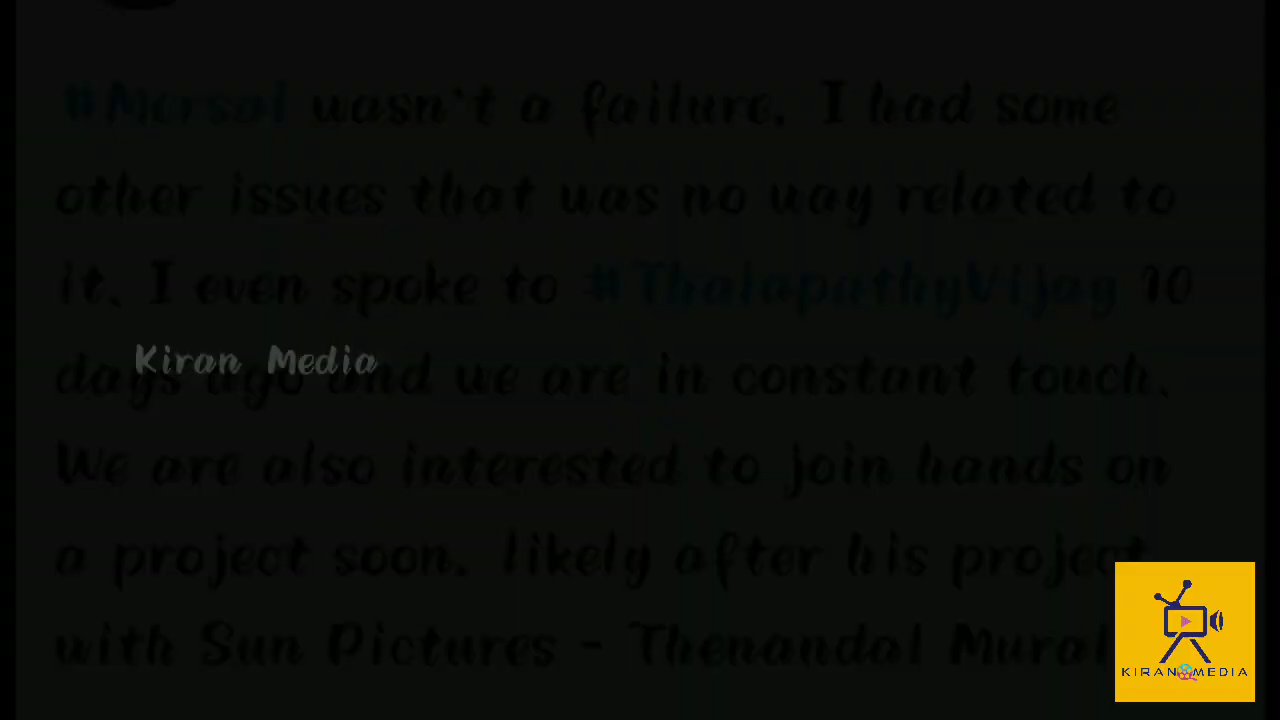 #Mersal wasn't a failure. I had some
other issues that was no way related to
it. I even spoke to #ThalapathyVijay 10
Kiran Media
days ago and we are in constant touch.
We are also interested to join hands on
a project soon. likely after his project
with Sun Pictures - Thenandal
KIRAN MEDIA